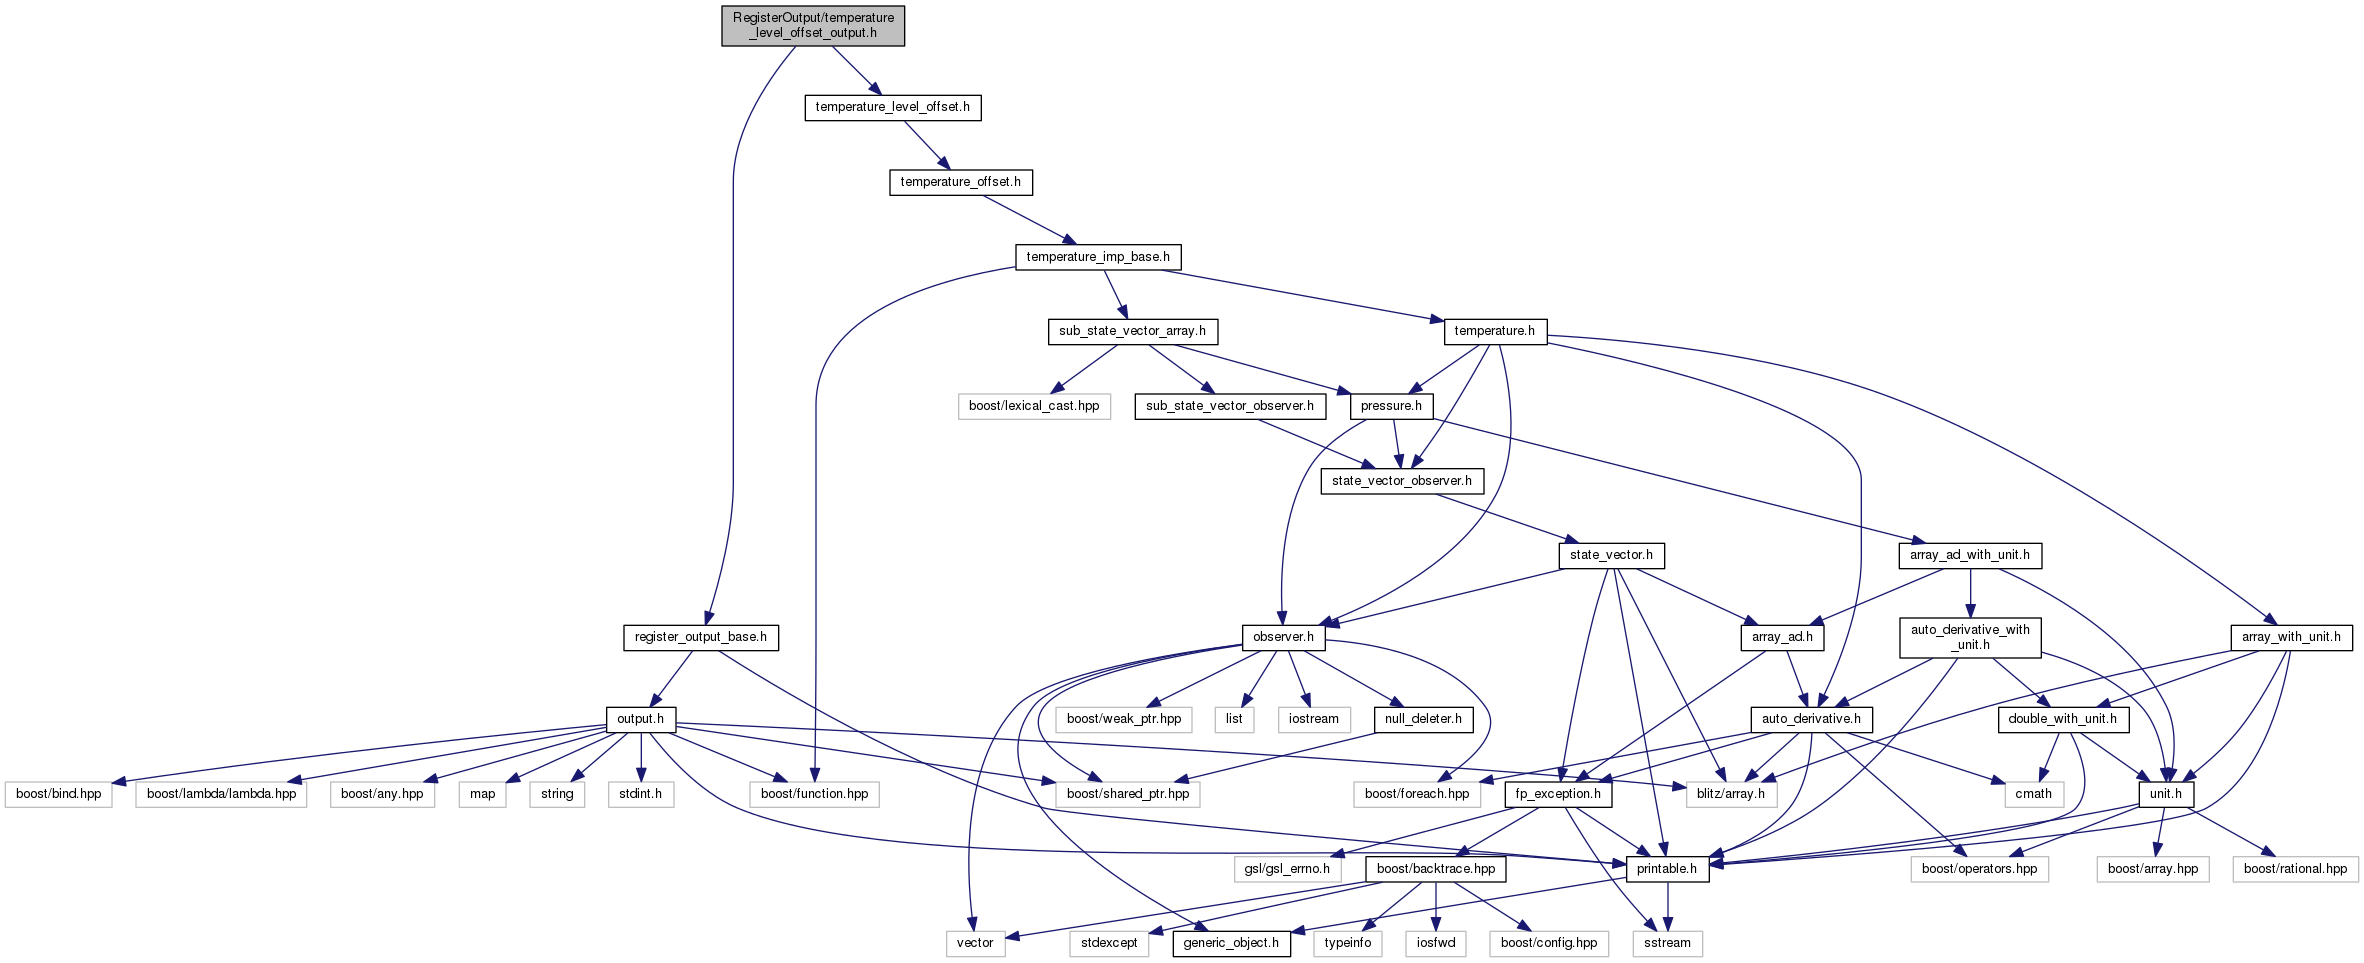 RegisterOutput/temperature
_level_offset_output.h
temperature_level_offset.h
temperature_offset.h
temperature_imp_base.h
sub_state_vector_array.h
temperature.h
boost/lexical_cast.hpp
sub_state_vector_observer.h
pressure.h
state_vector_observer.h
state_vector.h
array_ad_with_unit.h
register_output_base.h
observer.h
array_ad.h
auto_derivative_with
_unit.h
array_with_unit.h
output.h
boost/weak_ptr.hpp
list
iostream
null_deleter.h
auto_derivative.h
double_with_unit.h
boost/bind.hpp
boost/lambda/lambda.hpp
boost/any.hpp
map
string
stdint.h
boost/function.hpp
boost/shared_ptr.hpp
boost/foreach.hpp
fp_exception.h
blitz/array.h
cmath
unit.h
gsl/gsl_errno.h
boost/backtrace.hpp
printable.h
boost/operators.hpp
boost/array.hpp
boost/rational.hpp
vector
stdexcept
generic_object.h
typeinfo
iosfwd
boost/config.hpp
sstream